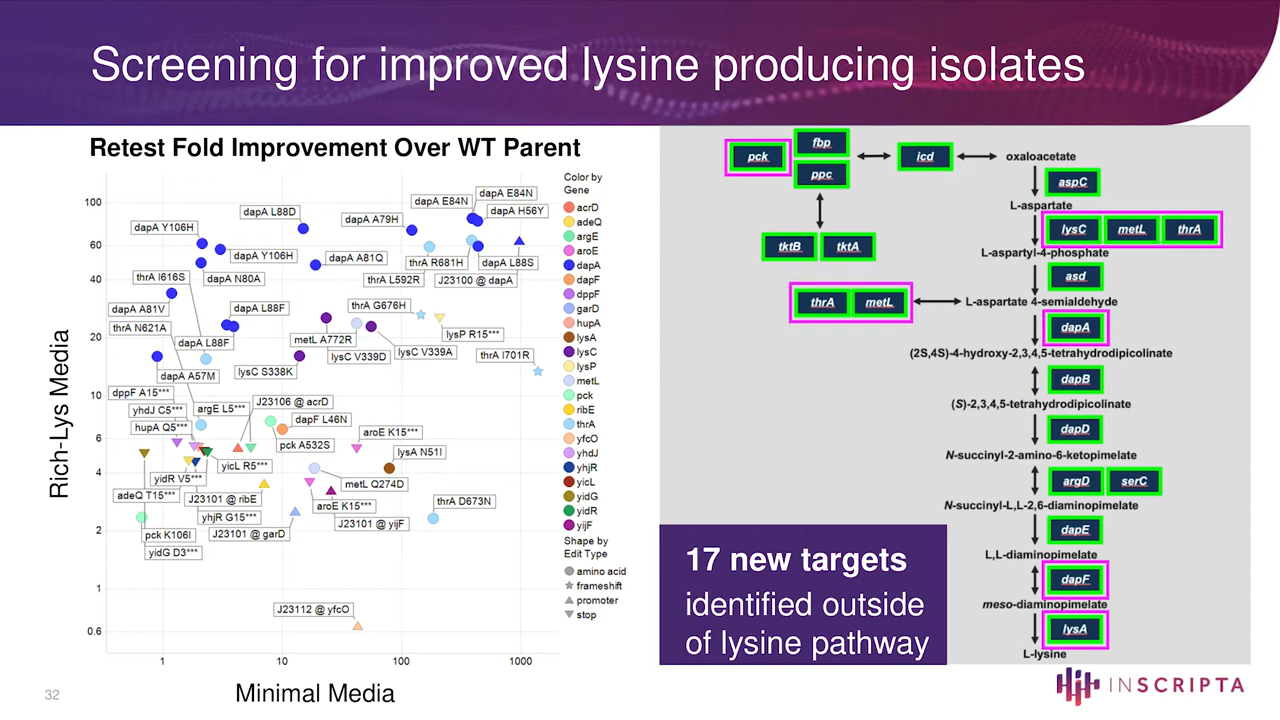 Screening for improved lysine producing isolates
Retest Fold Improvement Over WT Parent
Rich-Lys Media
100
60
40
20
10
6
4
2
1
0.6
1
10
100
1000
Minimal Media
dapA E84N
dapA E84N
dapA L88D
dapA H56Y
dapA A79H
dapA Y106H
dapA Y106H
dapA A81Q
thrA R681H
dapA L88S
thrA I616S
dapA N80A
thrA L592R
J23100 @ dapA
dapA A81V
dapA L88F
thrA G676H
thrA N621A
lysP R15***
dapA L88F
metL A772R
lysC V339D
lysC V339A
thrA I701R
dapA A57M
lysC S338K
dppF A15***
yhdJ C5***
argE L5***
J23106 @ acrD
hupA Q5***
dapF L46N
aroE K15***
pck A532S
lysA N51I
yicL R5***
yidR V5***
metL Q274D
adeQ T15***
J23101 @ ribE
aroE K15***
thrA D673N
yhjR G15***
J23101 @ yijF
pck K106I
J23101 @ garD
yidG D3***
J23112 @ yfcO
Color by
Gene
acrD
adeQ
argE
aroE
dapA
dapF
dppF
garD
hupA
lysA
lysC
lysP
metL
pck
ribE
thrA
yfcO
yhdJ
yhjR
yicL
yidG
yidR
yijF
Shape by
Edit Type
amino acid
frameshift
promoter
stop
pck
fbp
ppc
icd
oxaloacetate
aspC
L-aspartate
lysC metL thrA
tktB tktA
L-aspartyl-4-phosphate
asd
thrA metL
L-aspartate 4-semialdehyde
dapA
(2S,4S)-4-hydroxy-2,3,4,5-tetrahydrodipicolinate
dapB
(S)-2,3,4,5-tetrahydrodipicolinate
dapD
N-succinyl-2-amino-6-ketopimelate
argD serC
N-succinyl-L,L-2,6-diaminopimelate
dapE
L,L-diaminopimelate
dapF
meso-diaminopimelate
lysA
L-lysine
17 new targets
identified outside
of lysine pathway
32
INSCRIPTA